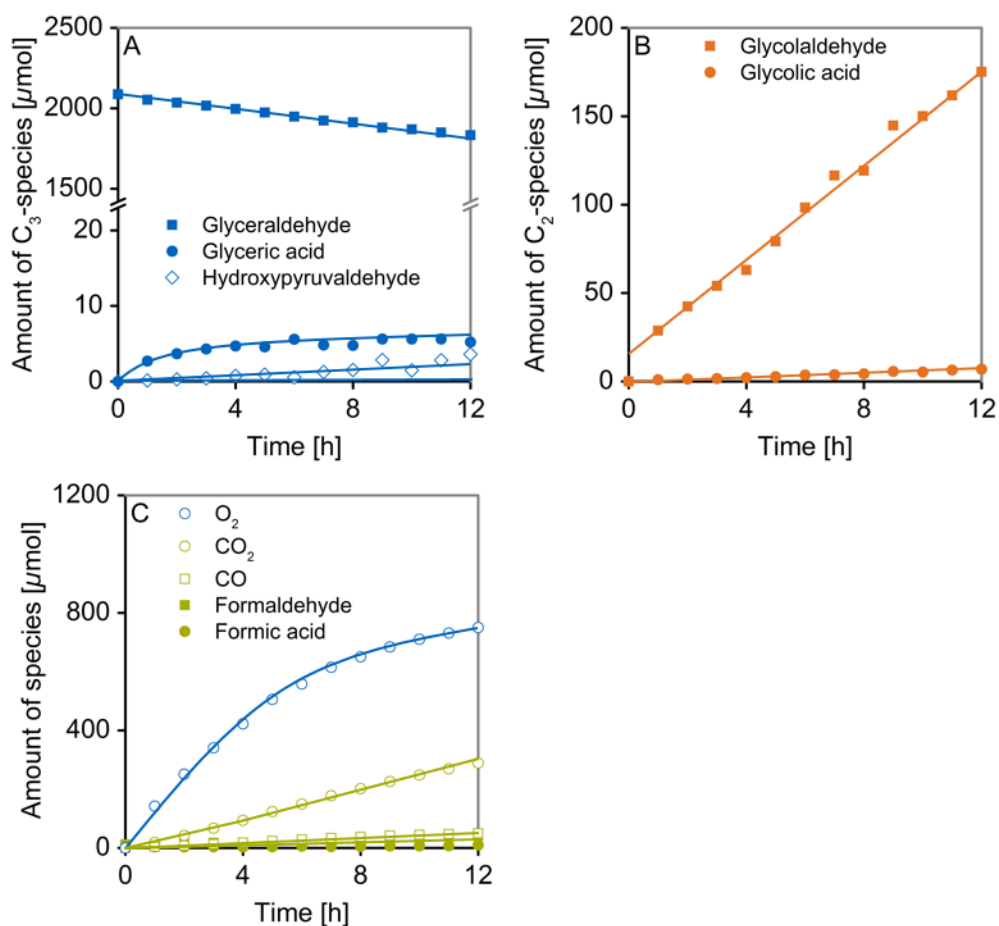 A
2500
2000
1500
20
10
0
Amount of C₃-species [µmol]
Glyceraldehyde
Glyceric acid
Hydroxypyruvaldehyde
0 4 8 12
Time [h]
B
200
150
100
50
0
Amount of C₂-species [µmol]
Glycolaldehyde
Glycolic acid
0 4 8 12
Time [h]
C
1200
800
400
0
Amount of species [µmol]
O₂
CO₂
CO
Formaldehyde
Formic acid
0 4 8 12
Time [h]